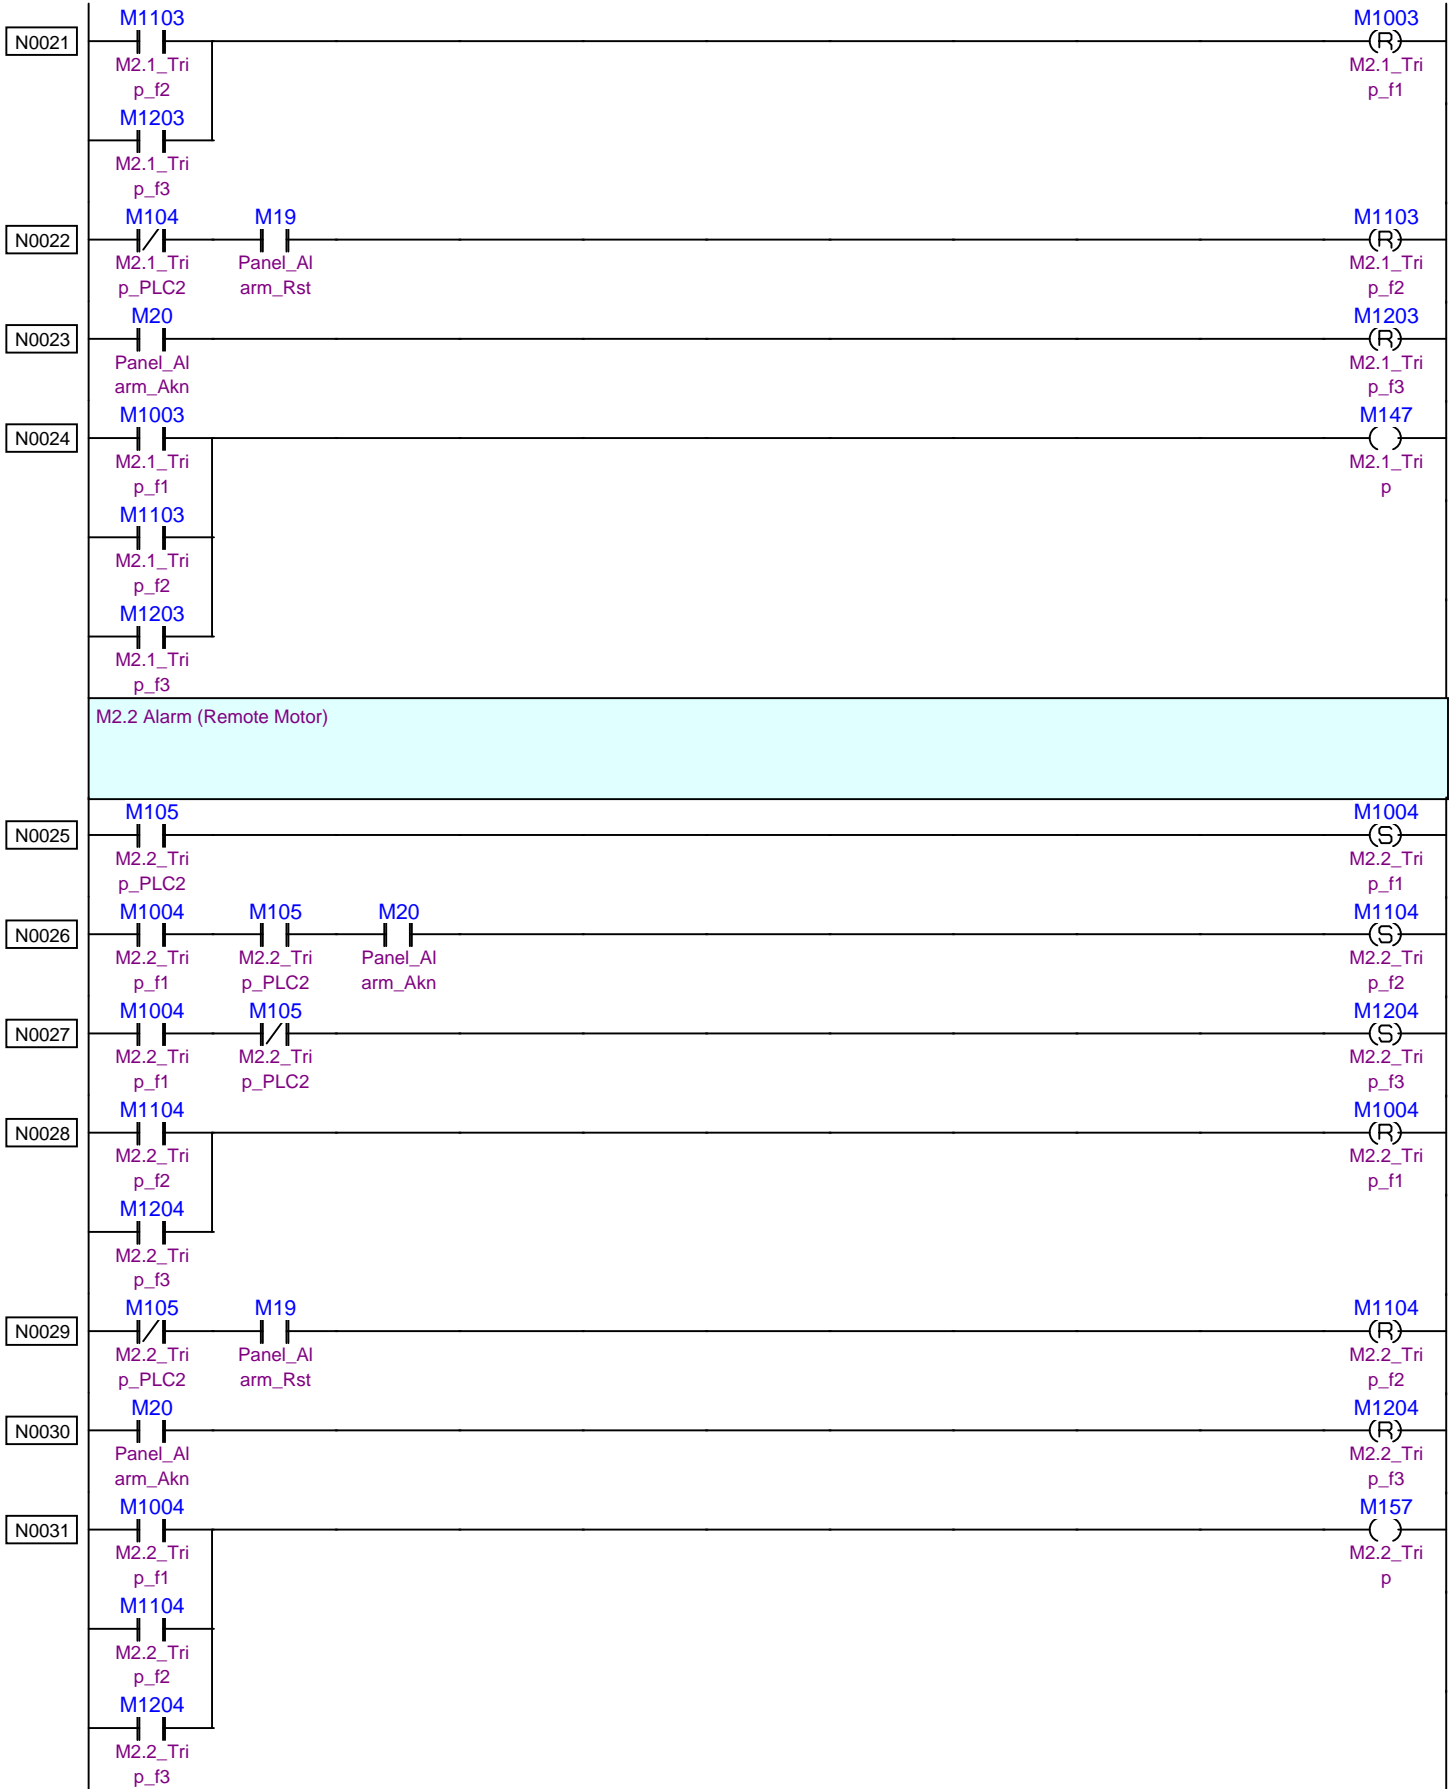 M1103 M1003
N0021
M2.1_Tri M2.1_Tri
p_f2 p_f1
M1203
M2.1_Tri
p_f3
M104 M19 M1103
N0022
M2.1_Tri Panel_Al M2.1_Tri
p_PLC2 arm_Rst p_f2
M20 M1203
N0023
Panel_Al M2.1_Tri
arm_Akn p_f3
M1003 M147
N0024
M2.1_Tri M2.1_Tri
p_f1 p
M1103
M2.1_Tri
p_f2
M1203
M2.1_Tri
p_f3
M2.2 Alarm (Remote Motor)
M105 M1004
N0025
M2.2_Tri M2.2_Tri
p_PLC2 p_f1
M1004 M105 M20 M1104
N0026
M2.2_Tri M2.2_Tri Panel_Al M2.2_Tri
p_f1 p_PLC2 arm_Akn p_f2
M1004 M105 M1204
N0027
M2.2_Tri M2.2_Tri M2.2_Tri
p_f1 p_PLC2 p_f3
M1104 M1004
N0028
M2.2_Tri M2.2_Tri
p_f2 p_f1
M1204
M2.2_Tri
p_f3
M105 M19 M1104
N0029
M2.2_Tri Panel_Al M2.2_Tri
p_PLC2 arm_Rst p_f2
M20 M1204
N0030
Panel_Al M2.2_Tri
arm_Akn p_f3
M1004 M157
N0031
M2.2_Tri M2.2_Tri
p_f1 p
M1104
M2.2_Tri
p_f2
M1204
M2.2_Tri
p_f3